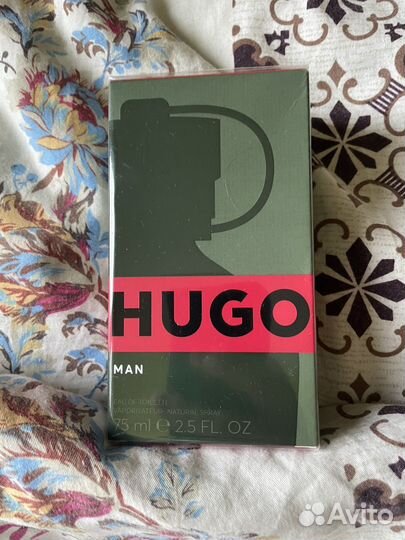 HUGO
MAN
EAU DE TOILETTE
VAPORISATEUR NATURAL SPRAY
75 ml ℮ 2.5 FL. OZ
Avito